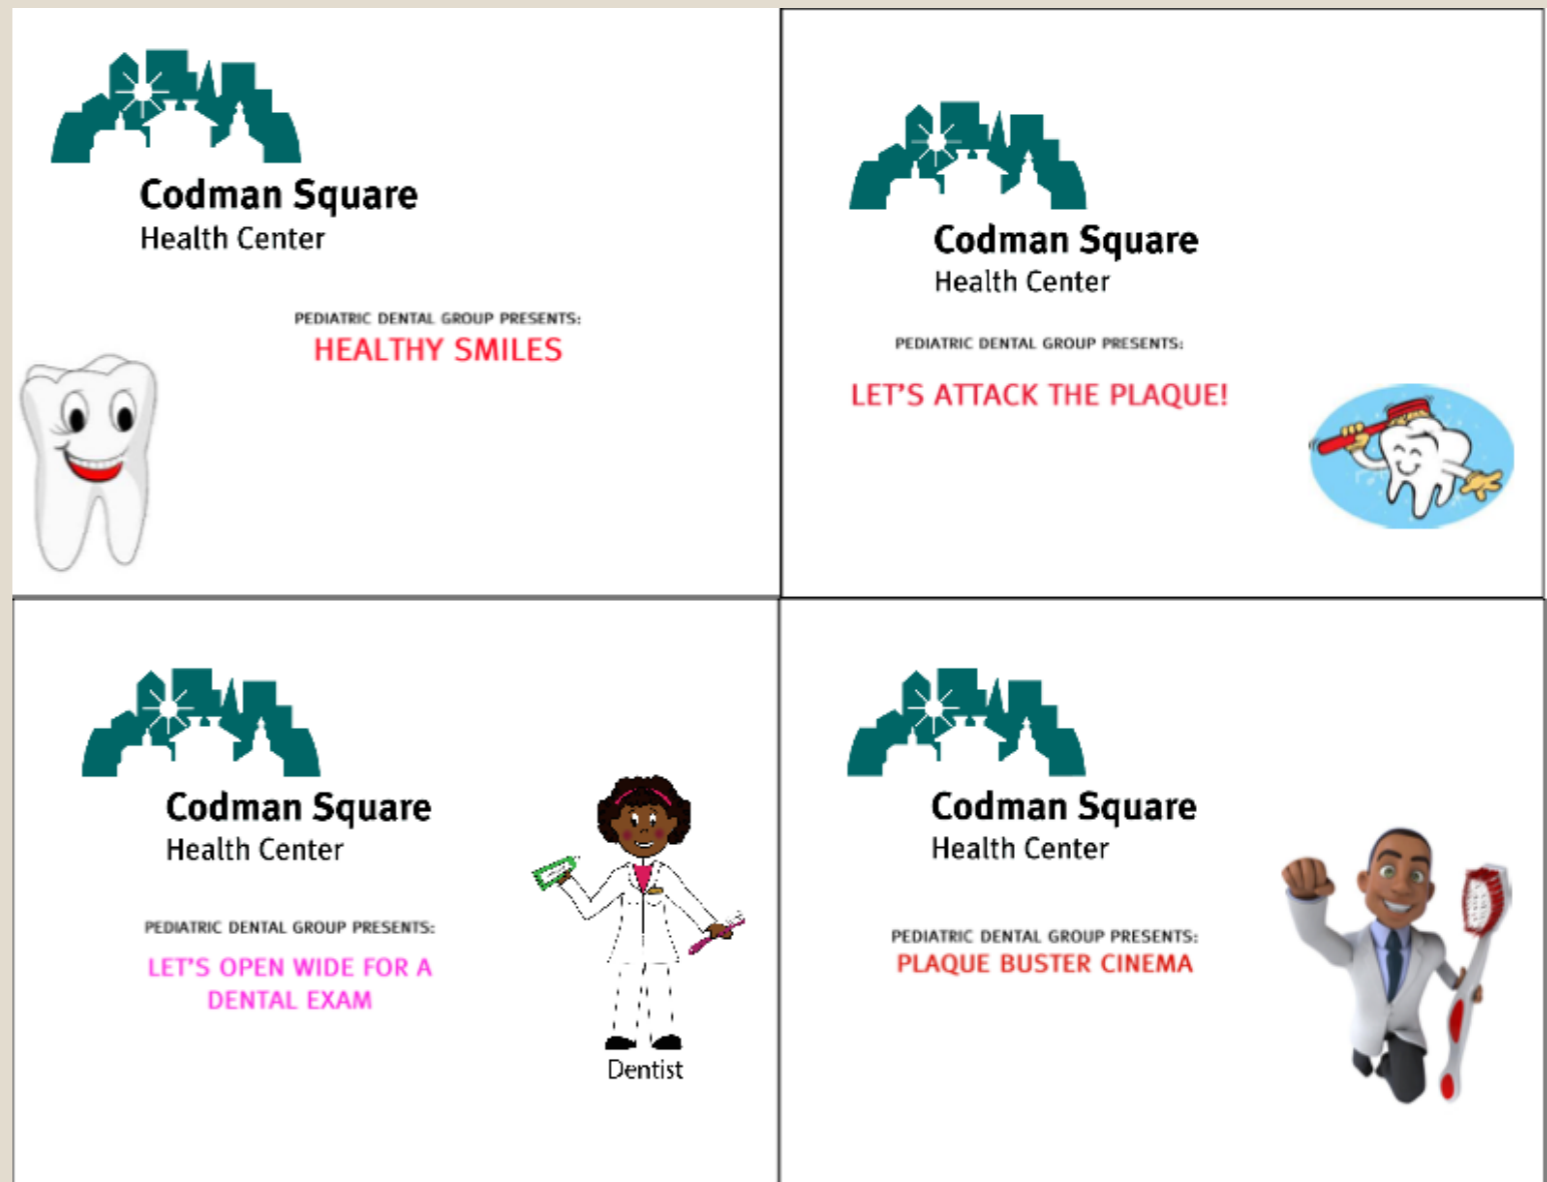 Codman Square
Health Center
PEDIATRIC DENTAL GROUP PRESENTS:
HEALTHY SMILES
Codman Square
Health Center
PEDIATRIC DENTAL GROUP PRESENTS:
LET'S ATTACK THE PLAQUE!
Codman Square
Health Center
PEDIATRIC DENTAL GROUP PRESENTS:
LET'S OPEN WIDE FOR A
DENTAL EXAM
Dentist
Codman Square
Health Center
PEDIATRIC DENTAL GROUP PRESENTS:
PLAQUE BUSTER CINEMA